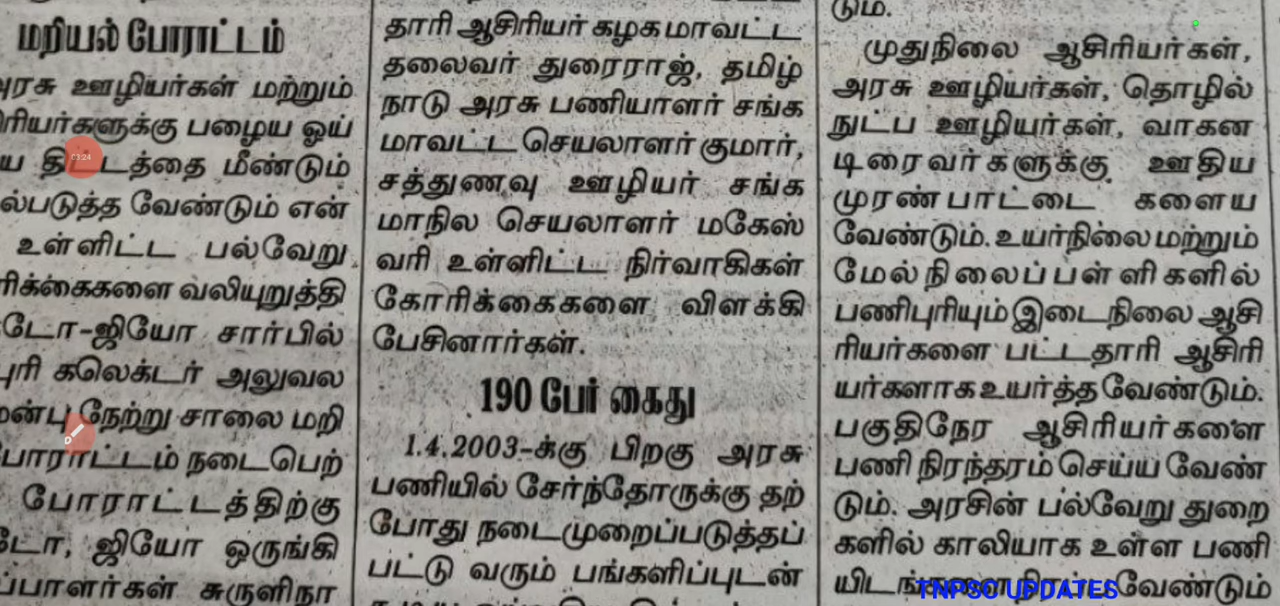 மறியல் போராட்டம்
அரசு ஊழியர்கள் மற்றும்
ரியர்களுக்கு பழைய ஓய்
ய திட்டத்தை மீண்டும்
ல்படுத்த வேண்டும் என்
உள்ளிட்ட பல்வேறு
ரிக்கைகளை வலியுறுத்தி
டோ-ஜியோ சார்பில்
புரி கலெக்டர் அலுவல
நேற்று சாலை மறி
போராட்டம் நடைபெற்
போராட்டத்திற்கு
டோ, ஜியோ ஒருங்கி
ப்பாளர்கள் சுருளிநா
தாரி ஆசிரியர் கழக மாவட்ட
தலைவர் துரைராஜ், தமிழ்
நாடு அரசு பணியாளர் சங்க
மாவட்ட செயலாளர் குமார்,
சத்துணவு ஊழியர் சங்க
மாநில செயலாளர் மகேஸ்
வரி உள்ளிட்ட நிர்வாகிகள்
கோரிக்கைகளை விளக்கி
பேசினார்கள்.
190 பேர் கைது
1.4.2003-க்கு பிறகு அரசு
பணியில் சேர்ந்தோருக்கு தற்
போது நடைமுறைப்படுத்தப்
பட்டு வரும் பங்களிப்புடன்
டும்.
முதுநிலை ஆசிரியர்கள்,
அரசு ஊழியர்கள், தொழில்
நுட்ப ஊழியர்கள், வாகன
டிரைவர்களுக்கு ஊதிய
முரண்பாட்டை களைய
வேண்டும். உயர்நிலை மற்றும்
மேல்நிலைப்பள்ளிகளில்
பணிபுரியும் இடைநிலை ஆசி
ரியர்களை பட்டதாரி ஆசிரி
யர்களாக உயர்த்த வேண்டும்.
பகுதிநேர ஆசிரியர்களை
பணி நிரந்தரம் செய்ய வேண்
டும். அரசின் பல்வேறு துறை
களில் காலியாக உள்ள பணி
வேண்டும்
TNPSC UPDATES
03:24